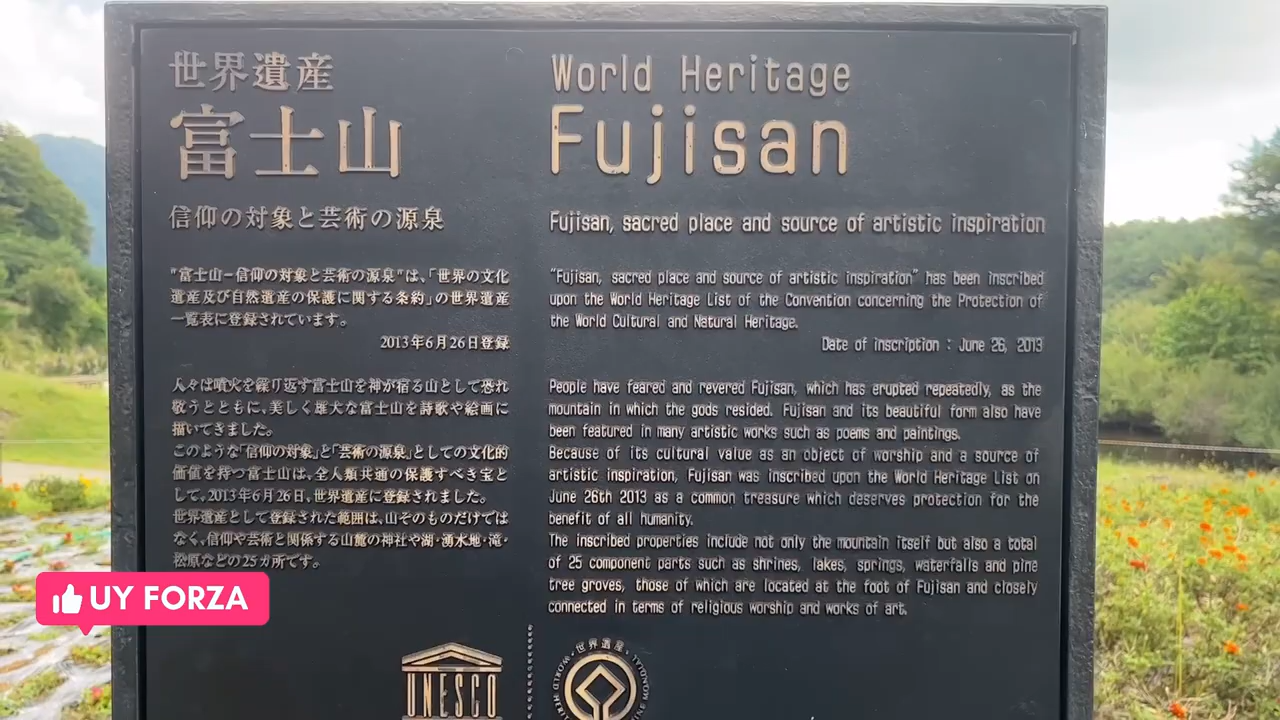 世界遺産
富士山
信仰の対象と芸術の源泉
"富士山－信仰の対象と芸術の源泉"は、「世界の文化
遺産及び自然遺産の保護に関する条約」の世界遺産
一覧表に登録されています。
2013年6月26日登録
人々は噴火を繰り返す富士山を神が宿る山として恐れ
敬うとともに、美しく雄大な富士山を詩歌や絵画に
描いてきました。
このような「信仰の対象」と「芸術の源泉」としての文化的
価値を持つ富士山は、全人類共通の保護すべき宝と
して、2013年6月26日、世界遺産に登録されました。
世界遺産として登録された範囲は、山そのものだけでは
なく、信仰や芸術と関係する山麓の神社や湖・湧水地・滝・
松原などの25ヵ所です。
World Heritage
Fujisan
Fujisan, sacred place and source of artistic inspiration
“Fujisan, sacred place and source of artistic inspiration” has been inscribed
upon the World Heritage List of the Convention concerning the Protection of
the World Cultural and Natural Heritage.
Date of inscription : June 26, 2013
People have feared and revered Fujisan, which has erupted repeatedly, as the
mountain in which the gods resided. Fujisan and its beautiful form also have
been featured in many artistic works such as poems and paintings.
Because of its cultural value as an object of worship and a source of
artistic inspiration, Fujisan was inscribed upon the World Heritage List on
June 26th 2013 as a common treasure which deserves protection for the
benefit of all humanity.
The inscribed properties include not only the mountain itself but also a total
of 25 component parts such as shrines, lakes, springs, waterfalls and pine
tree groves, those of which are located at the foot of Fujisan and closely
connected in terms of religious worship and works of art.
UY FORZA
UNESCO
世界遺産